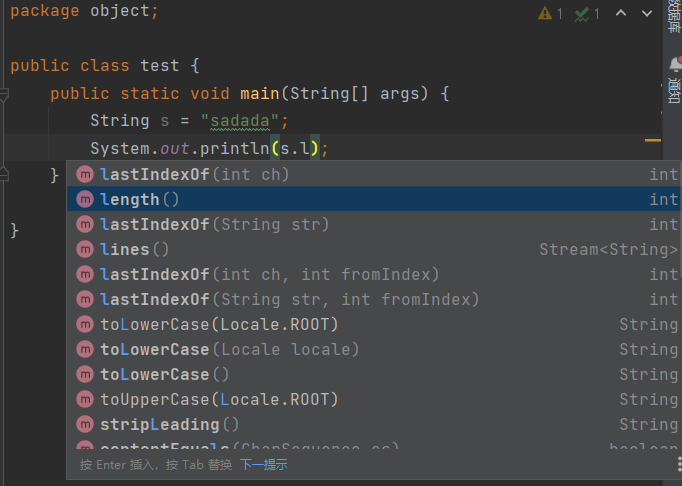 package object;
1 1
数据库
public class test {
通知
public static void main(String[] args) {
String s = "sadada";
System.out.println(s.l);
m lastIndexOf(int ch) int
}
m length() int
m lastIndexOf(String str) int
}
m lines() Stream<String>
m lastIndexOf(int ch, int fromIndex) int
m lastIndexOf(String str, int fromIndex) int
m toLowerCase(Locale.ROOT) String
m toLowerCase(Locale locale) String
m toLowerCase() String
m toUpperCase(Locale.ROOT) String
m stripLeading() String
m contentEquals(CharSequence cs) boolean
按 Enter 插入，按 Tab 替换 下一提示